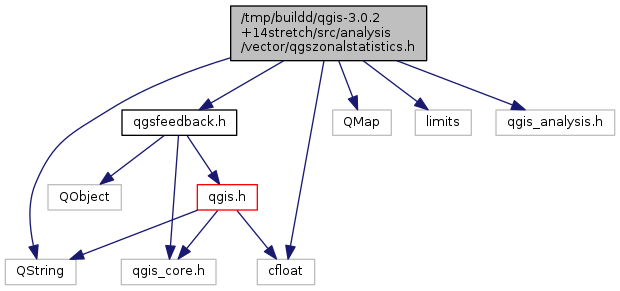 /tmp/buildd/qgis-3.0.2
+14stretch/src/analysis
/vector/qgszonalstatistics.h
qgsfeedback.h
QMap
limits
qgis_analysis.h
QObject
qgis.h
QString
qgis_core.h
cfloat